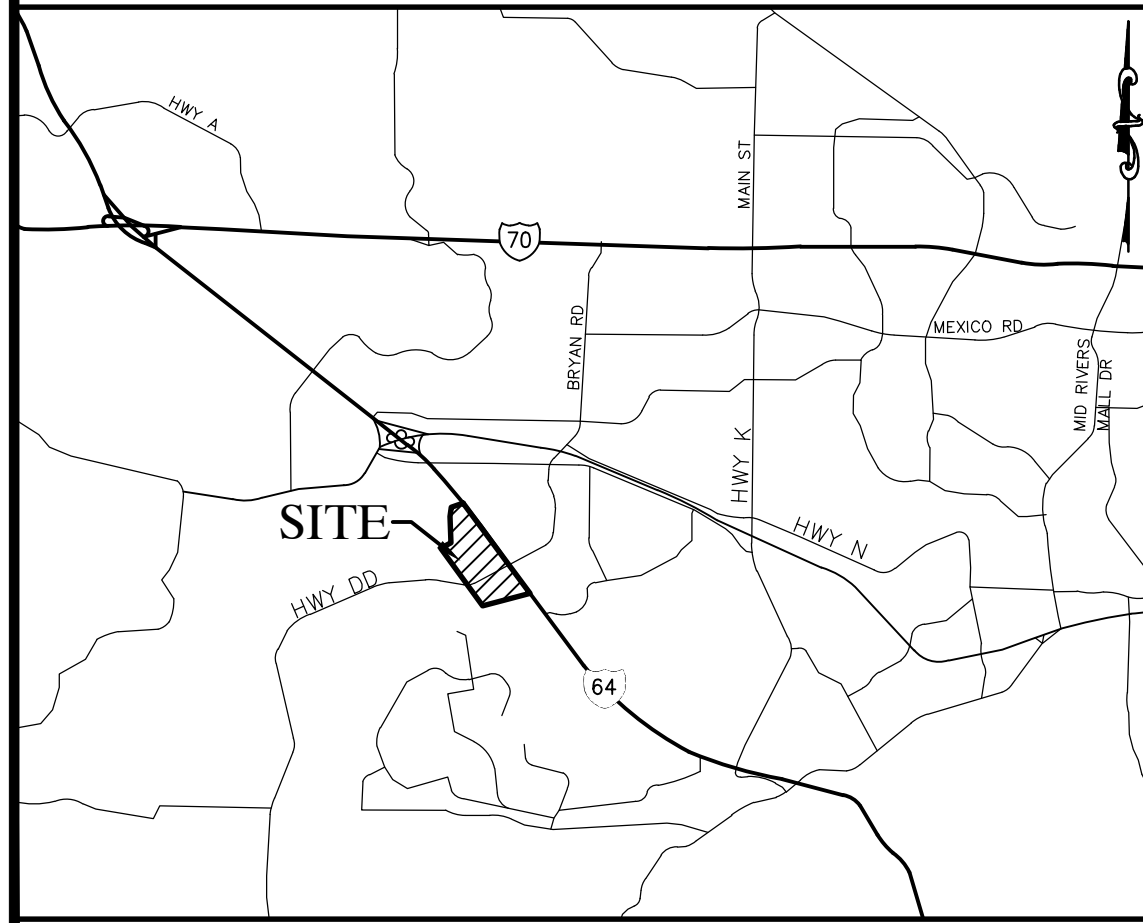 HWY A
MAIN ST
70
BRYAN RD
MEXICO RD
MID RIVERS
MALL DR
HWY K
SITE
HWY N
HWY DD
64